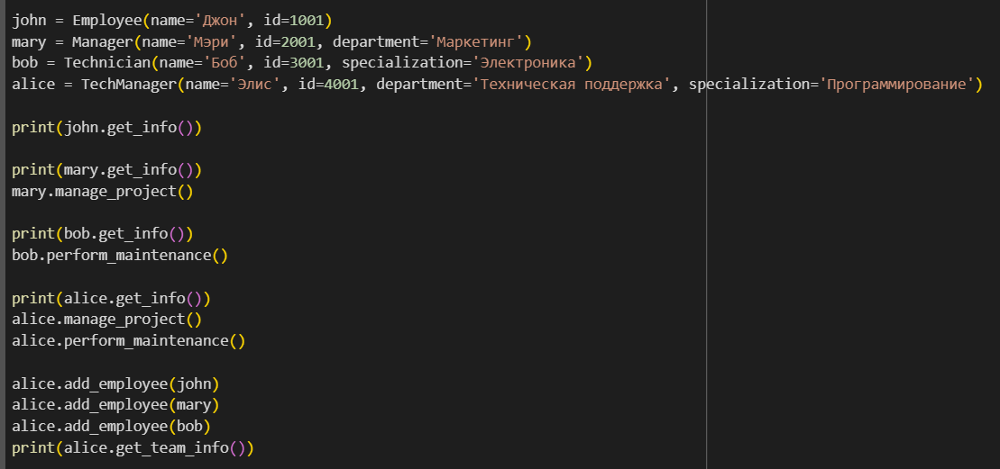 john = Employee(name='Джон', id=1001)
mary = Manager(name='Мэри', id=2001, department='Маркетинг')
bob = Technician(name='Боб', id=3001, specialization='Электроника')
alice = TechManager(name='Элис', id=4001, department='Техническая поддержка', specialization='Программирование')
print(john.get_info())
print(mary.get_info())
mary.manage_project()
print(bob.get_info())
bob.perform_maintenance()
print(alice.get_info())
alice.manage_project()
alice.perform_maintenance()
alice.add_employee(john)
alice.add_employee(mary)
alice.add_employee(bob)
print(alice.get_team_info())